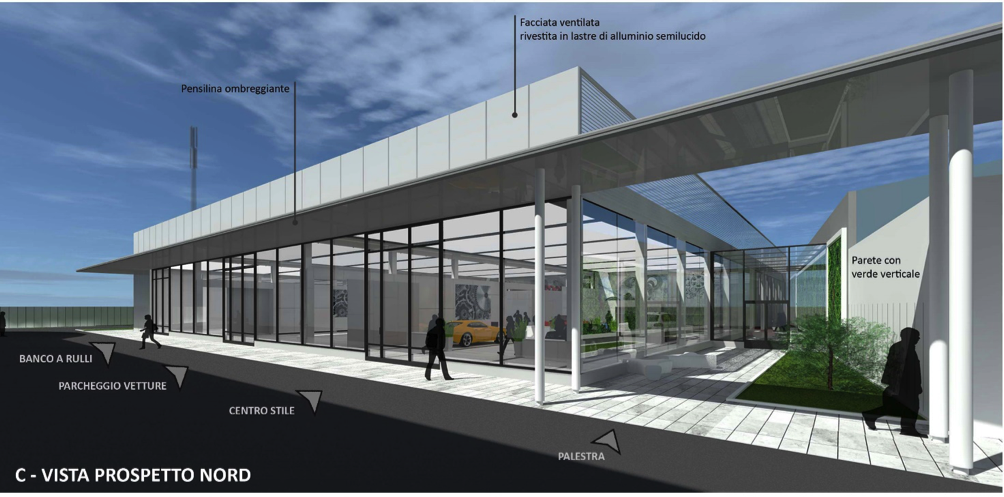 Facciata ventilata
rivestita in lastre di alluminio semilucido
Pensilina ombreggiante
Parete con
verde verticale
BANCO A RULLI
PARCHEGGIO VETTURE
CENTRO STILE
PALESTRA
C - VISTA PROSPETTO NORD